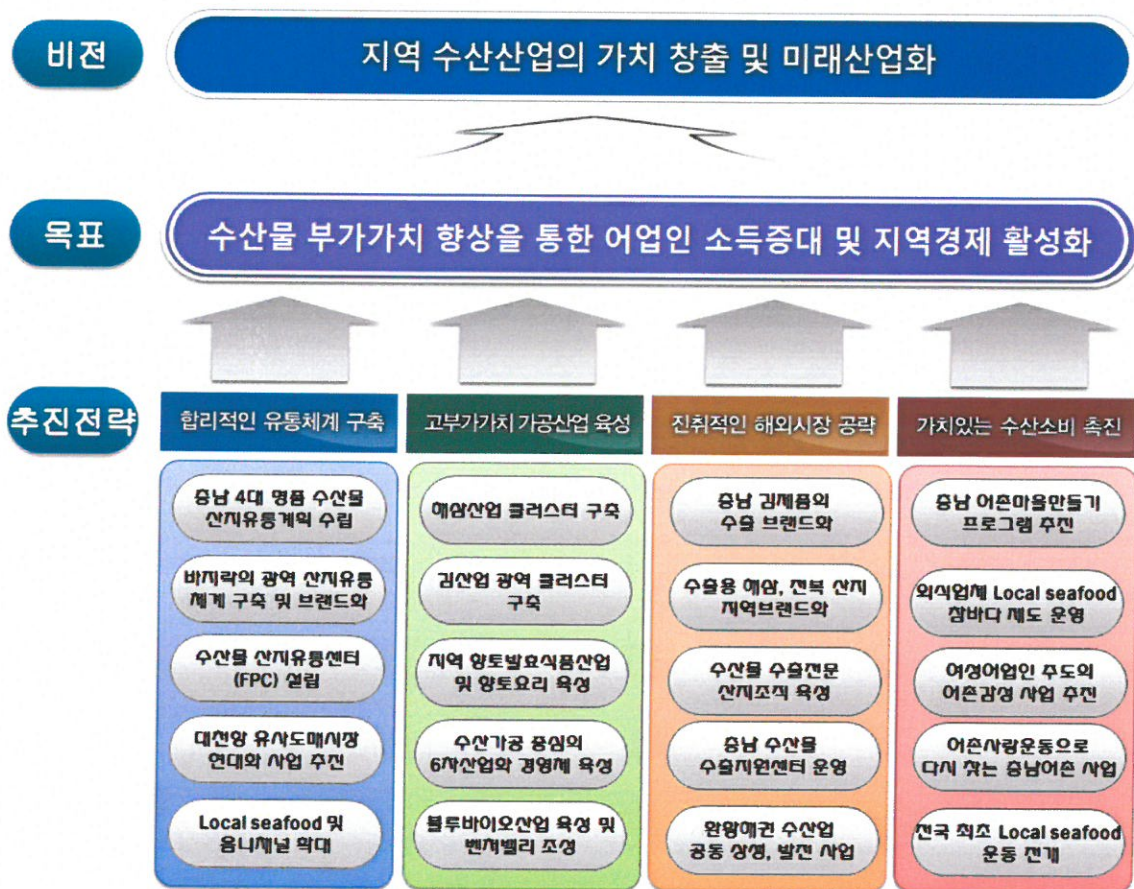 비전
지역 수산산업의 가치 창출 및 미래산업화
목표
수산물 부가가치 향상을 통한 어업인 소득증대 및 지역경제 활성화
추진전략
합리적인 유통체계 구축
충남 4대 명품 수산물
산지유통계획 수립
바지락의 광역 산지유통
체계 구축 및 브랜드화
수산물 산지유통센터
(FPC) 설립
대천항 유사도매시장
현대화 사업 추진
Local seafood 및
옴니채널 확대
고부가가치 가공산업 육성
해삼산업 클러스터 구축
김산업 광역 클러스터
구축
지역 향토발효식품산업
및 향토요리 육성
수산가공 중심의
6차산업화 경영체 육성
블루바이오산업 육성 및
벤처밸리 조성
진취적인 해외시장 공략
충남 김제품의
수출 브랜드화
수출용 해삼, 전복 산지
지역브랜드화
수산물 수출전문
산지조직 육성
충남 수산물
수출지원센터 운영
환황해권 수산업
공동 상생, 발전 사업
가치있는 수산소비 촉진
충남 어촌마을만들기
프로그램 추진
외식업체 Local seafood
참바다 제도 운영
여성어업인 주도의
어촌감성 사업 추진
어촌사랑운동으로
다시 찾는 충남어촌 사업
전국 최초 Local seafood
운동 전개